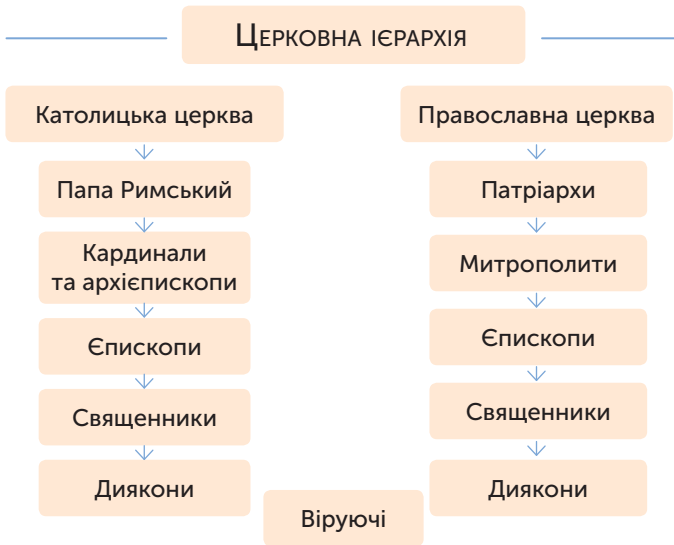 Церковна ієрархія
Католицька церква
Папа Римський
Кардинали
та архієпископи
Єпископи
Священники
Диякони
Православна церква
Патріархи
Митрополити
Єпископи
Священники
Диякони
Віруючі